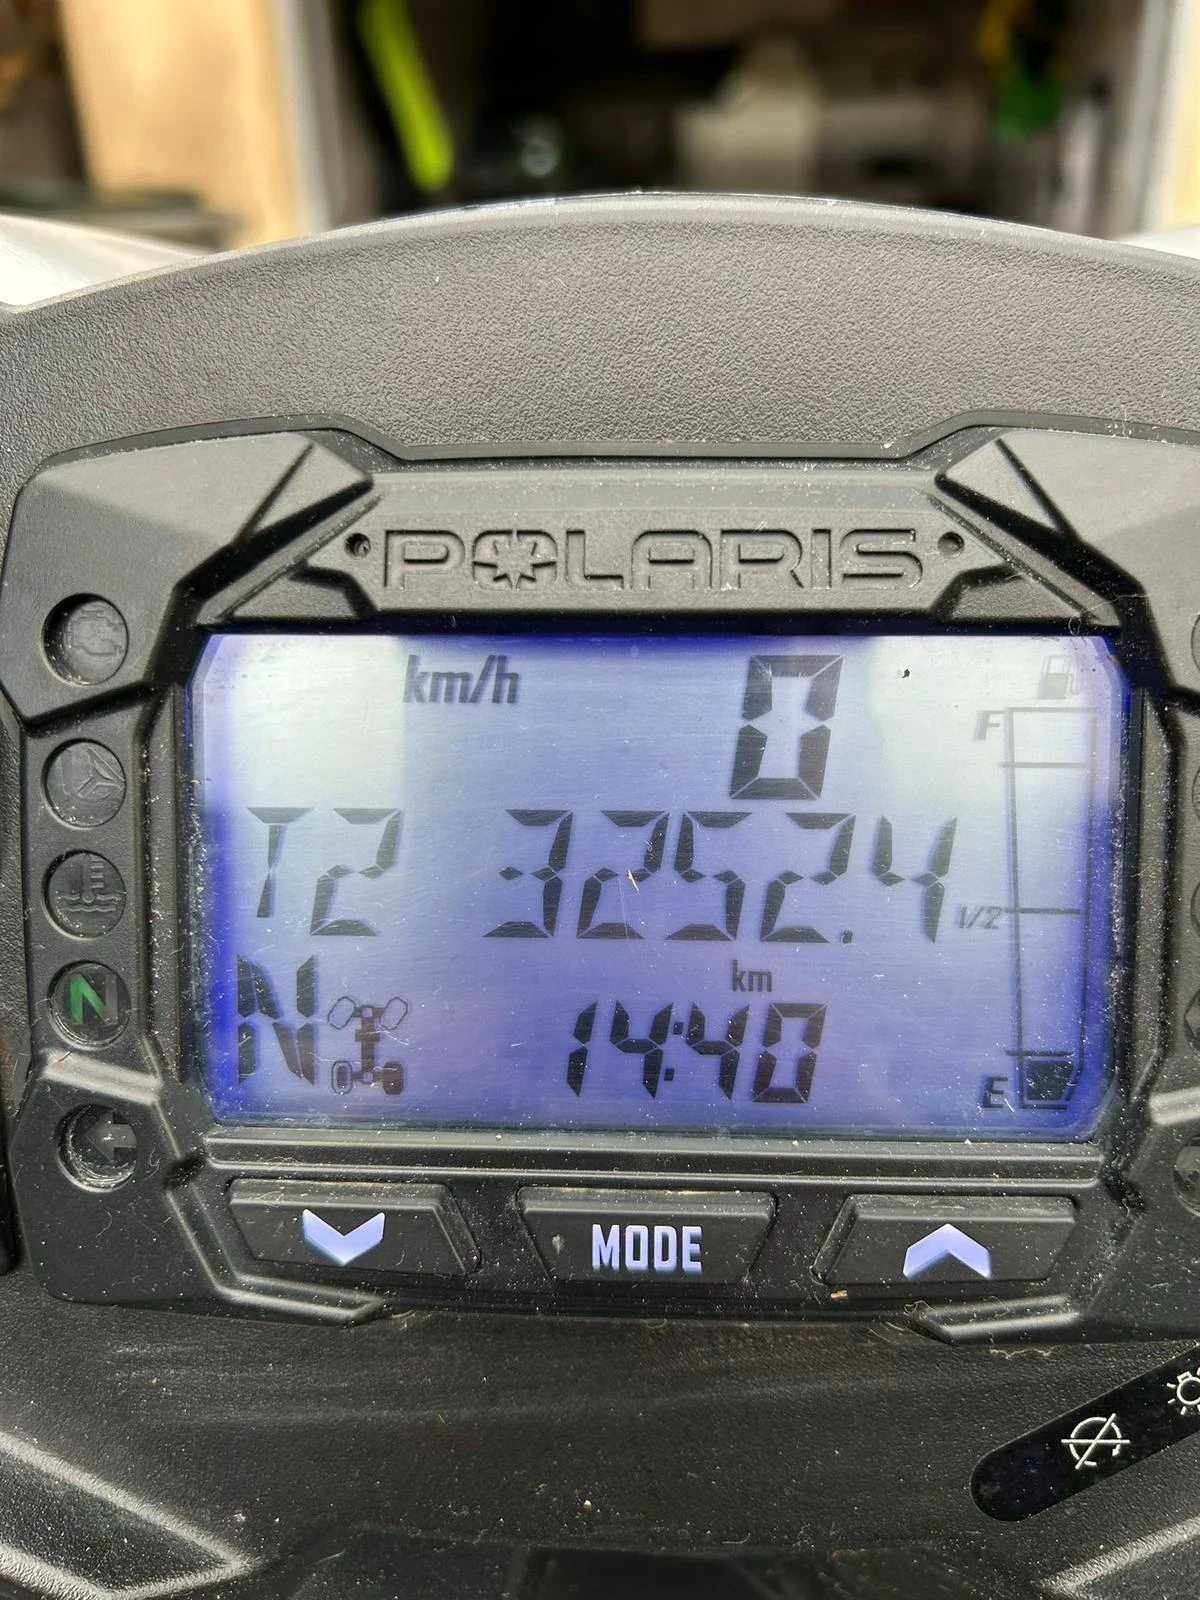 POLARIS
km/h 0
F
T2 3252.4
1/2
km
N 14:40
E
N
MODE